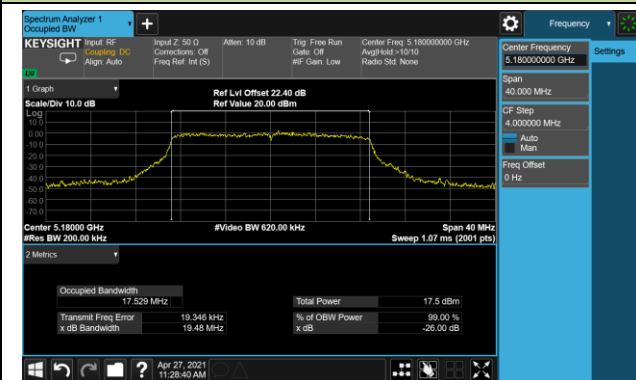 Spectrum Analyzer 1
Occupied BW
Frequency
KEYSIGHT
Input: RF
Coupling: DC
Align: Auto
Input Z: 50 Ω
Corrections: Off
Freq Ref: Int (S)
Atten: 10 dB
Trig: Free Run
Gate: Off
#IF Gain: Low
Center Freq: 5.180000000 GHz
Avg|Hold:>10/10
Radio Std: None
Center Frequency
5.180000000 GHz
Settings
Span
40.000 MHz
CF Step
4.000000 MHz
Auto
Man
Freq Offset
0 Hz
1 Graph
Scale/Div 10.0 dB
Ref Lvl Offset 22.40 dB
Ref Value 20.00 dBm
Log
10.0
0.00
-10.0
-20.0
-30.0
-40.0
-50.0
-60.0
-70.0
Center 5.18000 GHz
#Video BW 620.00 kHz
Span 40 MHz
#Res BW 200.00 kHz
Sweep 1.07 ms (2001 pts)
2 Metrics
Occupied Bandwidth
17.529 MHz
Total Power 17.5 dBm
Transmit Freq Error 19.346 kHz
% of OBW Power 99.00 %
x dB Bandwidth 19.48 MHz
x dB -26.00 dB
?
Apr 27, 2021
11:28:40 AM